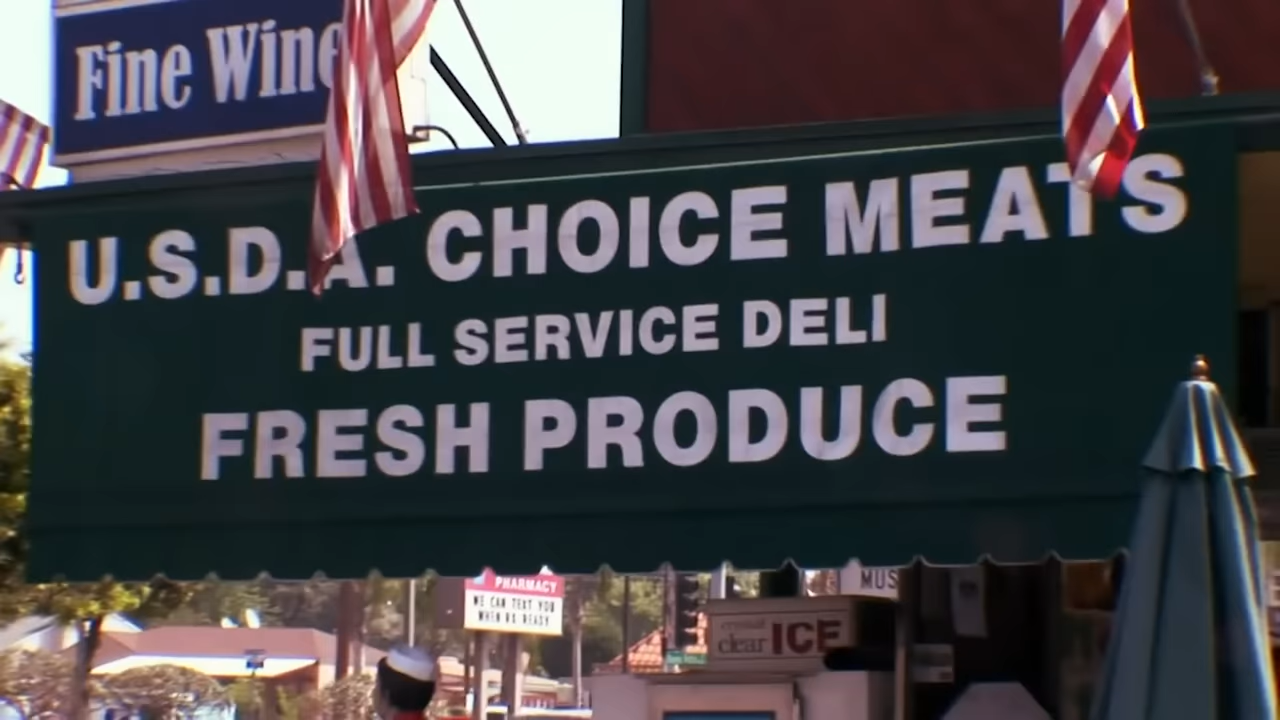 Fine Wine
U.S.D.A. CHOICE MEATS
FULL SERVICE DELI
FRESH PRODUCE
PHARMACY
WE CAN TEXT YOU
WHEN RX READY
MUS
crystal
clear ICE